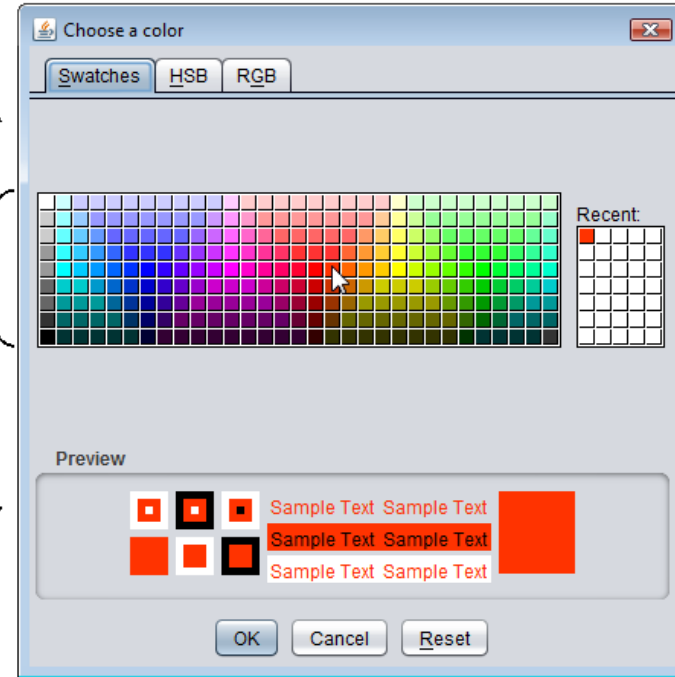 Choose a color
Swatches HSB RGB
Recent:
Preview
Sample Text Sample Text
Sample Text Sample Text
Sample Text Sample Text
OK Cancel Reset